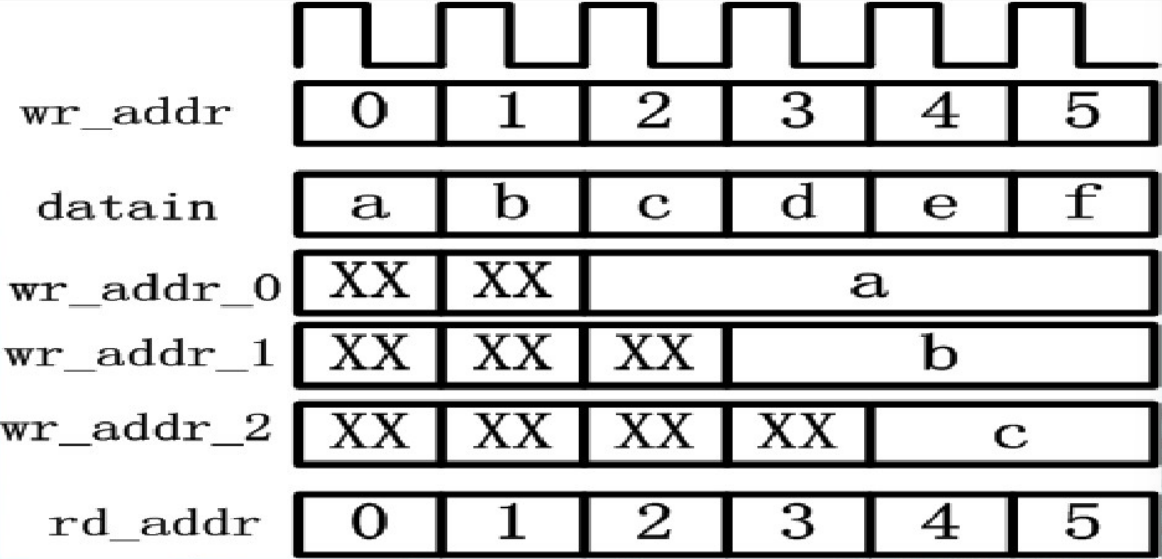 wr_addr 0 1 2 3 4 5
datain a b c d e f
wr_addr_0 XX XX a
wr_addr_1 XX XX XX b
wr_addr_2 XX XX XX XX c
rd_addr 0 1 2 3 4 5